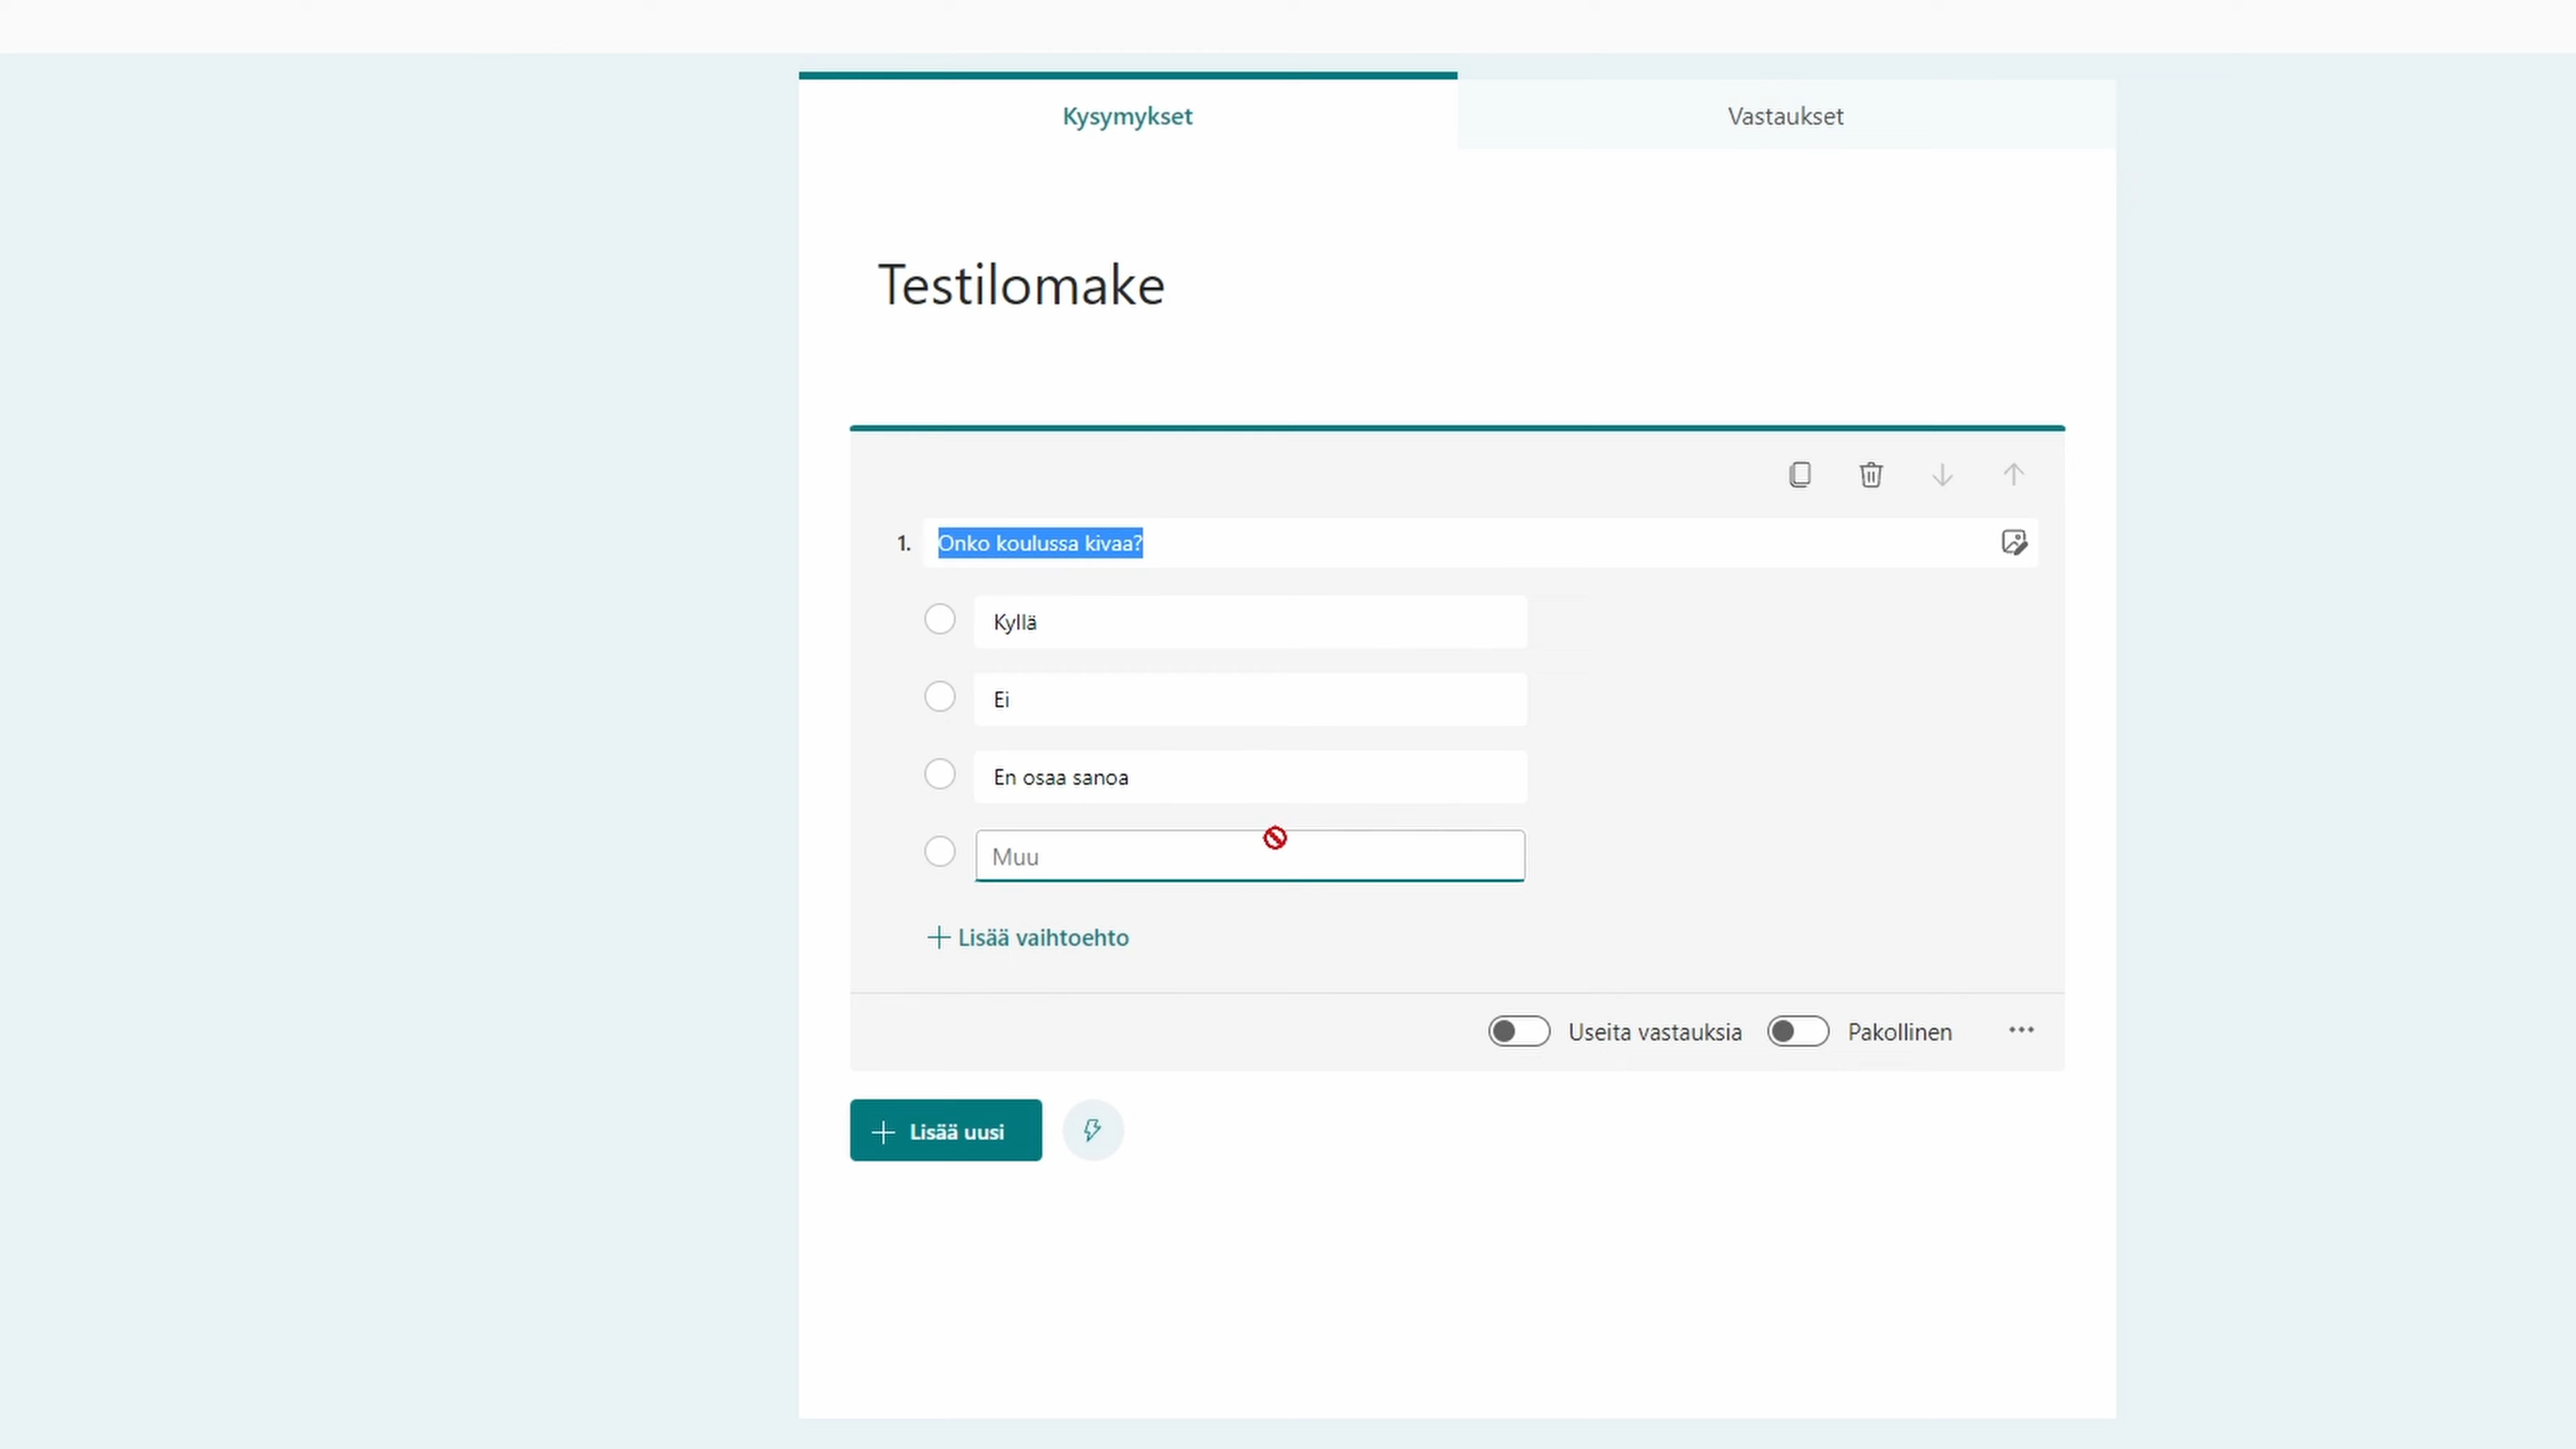 Kysymykset
Vastaukset
Testilomake
1. Onko koulussa kivaa?
Kyllä
Ei
En osaa sanoa
Muu
Lisää vaihtoehto
Useita vastauksia
Pakollinen
Lisää uusi